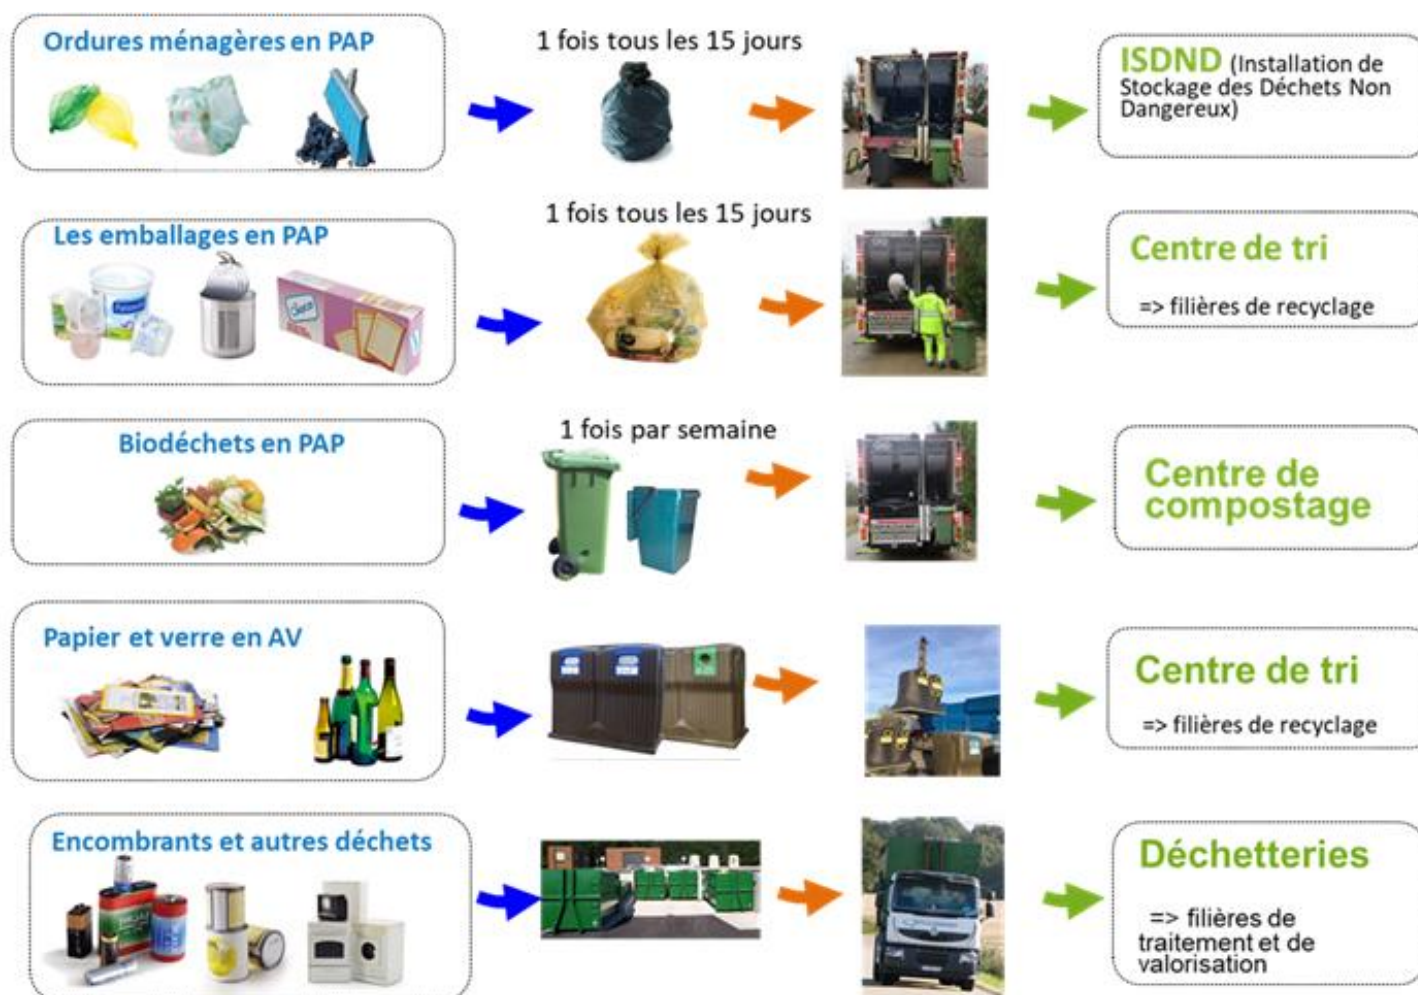 Ordures ménagères en PAP
1 fois tous les 15 jours
ISDND (Installation de
Stockage des Déchets Non
Dangereux)
Les emballages en PAP
1 fois tous les 15 jours
Centre de tri
=> filières de recyclage
Biodéchets en PAP
1 fois par semaine
Centre de
compostage
Papier et verre en AV
Centre de tri
=> filières de recyclage
Encombrants et autres déchets
Déchetteries
=> filières de
traitement et de
valorisation